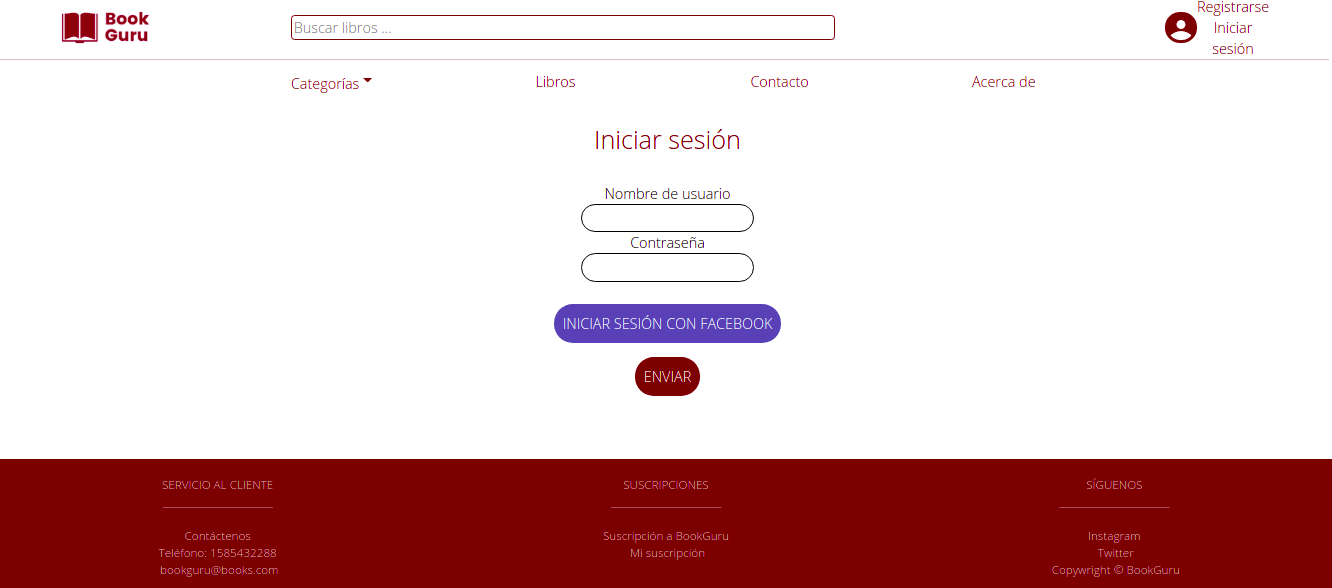 Book
Guru
Buscar libros ...
Registrarse
Iniciar
sesión
Categorías
Libros
Contacto
Acerca de
Iniciar sesión
Nombre de usuario
Contraseña
INICIAR SESIÓN CON FACEBOOK
ENVIAR
SERVICIO AL CLIENTE
Contáctenos
Teléfono: 1585432288
bookguru@books.com
SUSCRIPCIONES
Suscripción a BookGuru
Mi suscripción
SÍGUENOS
Instagram
Twitter
Copywright © BookGuru